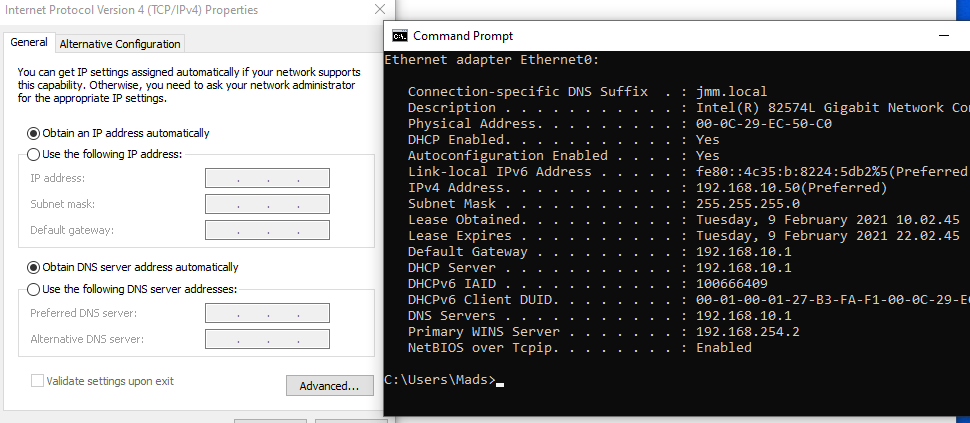 Internet Protocol Version 4 (TCP/IPv4) Properties
General
Alternative Configuration
You can get IP settings assigned automatically if your network supports
this capability. Otherwise, you need to ask your network administrator
for the appropriate IP settings.
Obtain an IP address automatically
Use the following IP address:
IP address:
Subnet mask:
Default gateway:
Obtain DNS server address automatically
Use the following DNS server addresses:
Preferred DNS server:
Alternative DNS server:
Validate settings upon exit
Advanced...
Command Prompt
Ethernet adapter Ethernet0:
Connection-specific DNS Suffix . : jmm.local
Description . . . . . . . . . . . : Intel(R) 82574L Gigabit Network Co
Physical Address. . . . . . . . . : 00-0C-29-EC-50-C0
DHCP Enabled. . . . . . . . . . . : Yes
Autoconfiguration Enabled . . . . : Yes
Link-local IPv6 Address . . . . . : fe80::4c35:b:8224:5db2%5(Preferred
IPv4 Address. . . . . . . . . . . : 192.168.10.50(Preferred)
Subnet Mask . . . . . . . . . . . : 255.255.255.0
Lease Obtained. . . . . . . . . . : Tuesday, 9 February 2021 10.02.45
Lease Expires . . . . . . . . . . : Tuesday, 9 February 2021 22.02.45
Default Gateway . . . . . . . . . : 192.168.10.1
DHCP Server . . . . . . . . . . . : 192.168.10.1
DHCPv6 IAID . . . . . . . . . . . : 100666409
DHCPv6 Client DUID. . . . . . . . : 00-01-00-01-27-B3-FA-F1-00-0C-29-E
DNS Servers . . . . . . . . . . . : 192.168.10.1
Primary WINS Server . . . . . . . : 192.168.254.2
NetBIOS over Tcpip. . . . . . . . : Enabled
C:\Users\Mads>